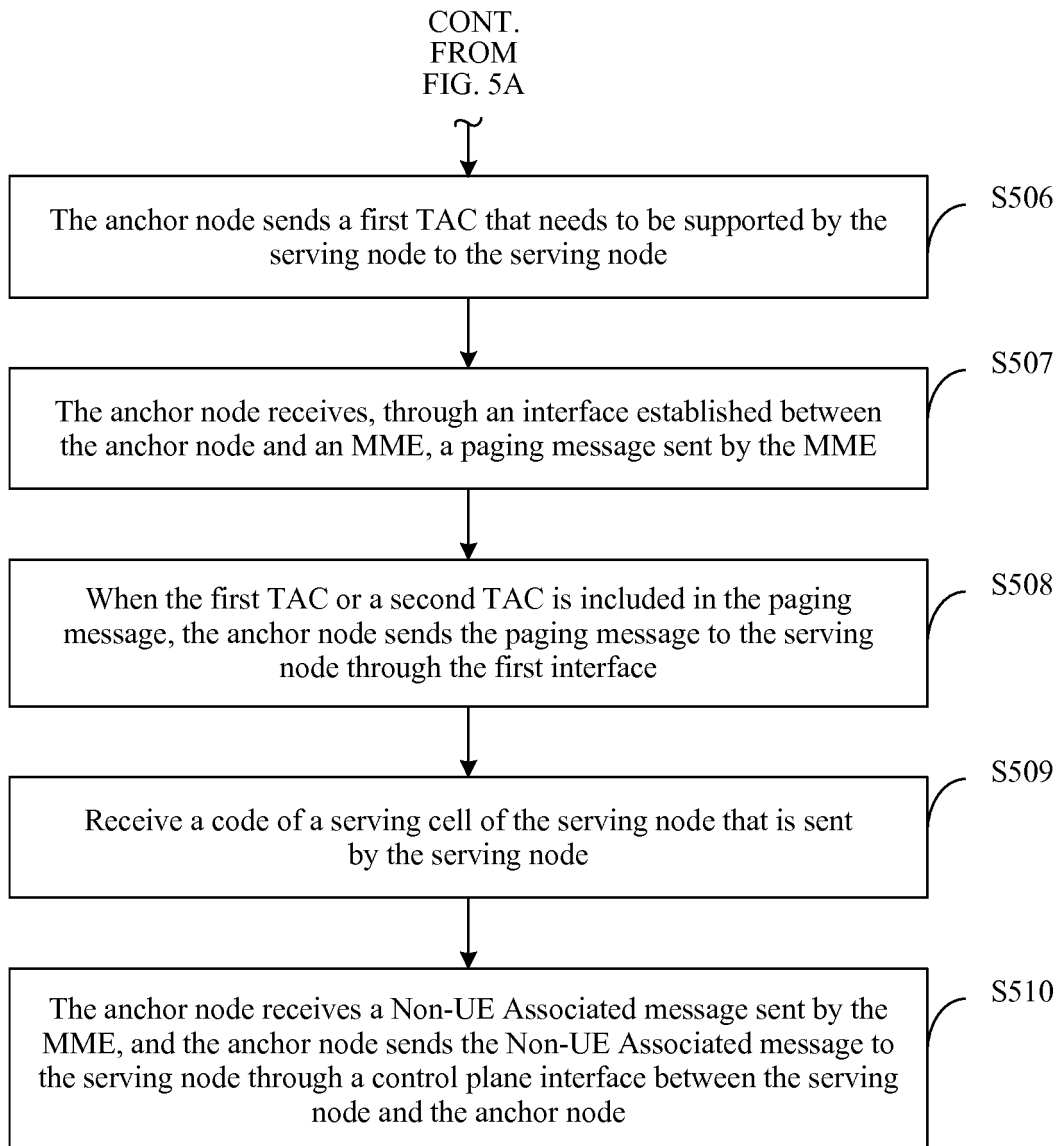 CONT.
FROM
FIG. 5A
The anchor node sends a first TAC that needs to be supported by the
serving node to the serving node
S506
The anchor node receives, through an interface established between
the anchor node and an MME, a paging message sent by the MME
S507
When the first TAC or a second TAC is included in the paging
message, the anchor node sends the paging message to the serving
node through the first interface
S508
Receive a code of a serving cell of the serving node that is sent
by the serving node
S509
The anchor node receives a Non-UE Associated message sent by the
MME, and the anchor node sends the Non-UE Associated message to
the serving node through a control plane interface between the serving
node and the anchor node
S510